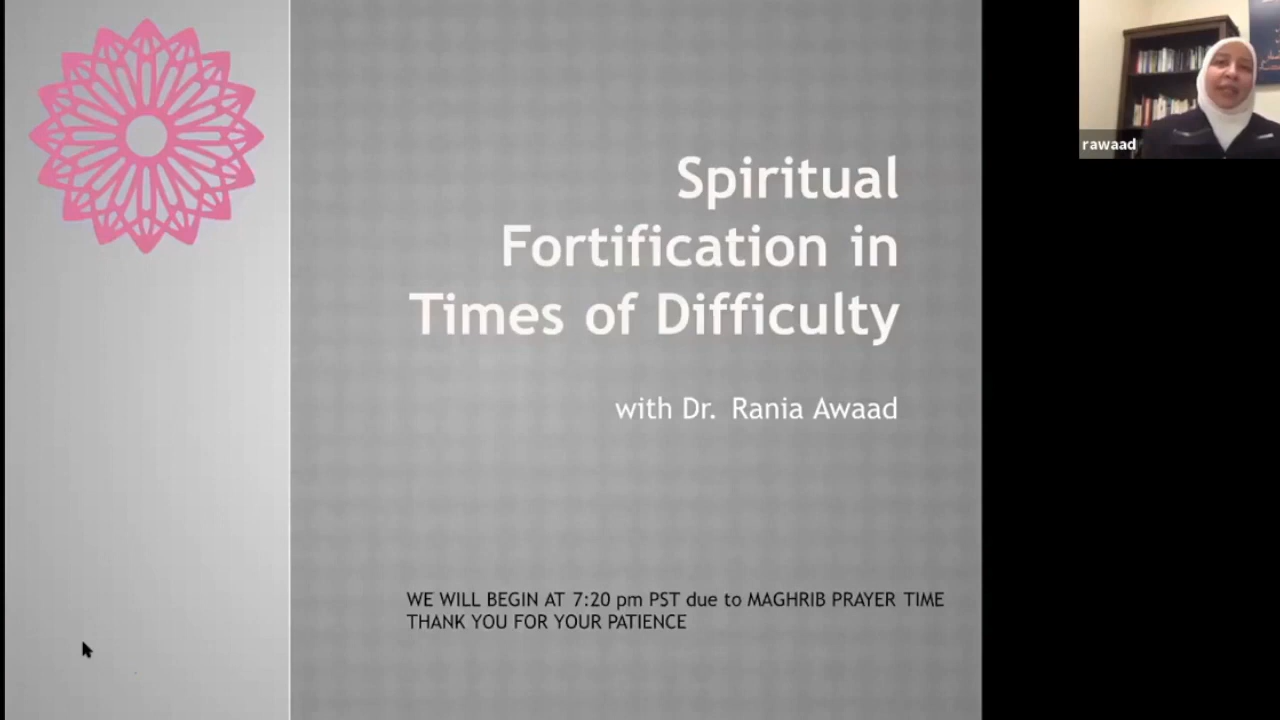 Spiritual
Fortification in
Times of Difficulty
with Dr. Rania Awaad
WE WILL BEGIN AT 7:20 pm PST due to MAGHRIB PRAYER TIME
THANK YOU FOR YOUR PATIENCE
rawaad